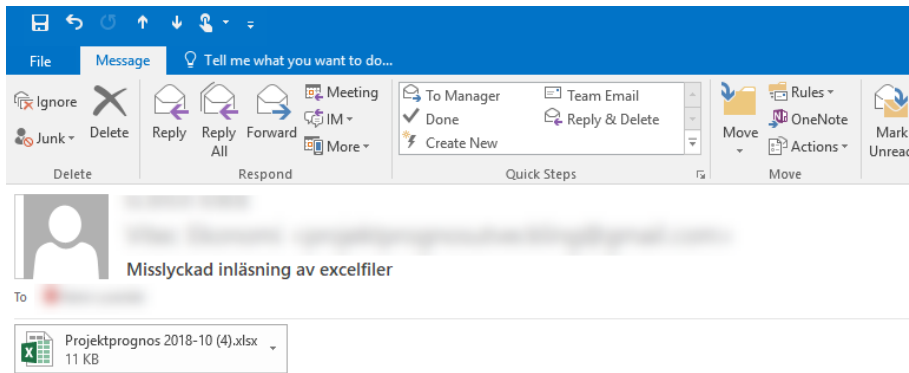 File Message Tell me what you want to do...
Ignore
Junk
Delete
Delete
Reply
Reply All
Forward
Meeting
IM
More
Respond
To Manager
Team Email
Done
Reply & Delete
Create New
Quick Steps
Move
Rules
OneNote
Actions
Move
Mark Unread
Misslyckad inläsning av excelfiler
To
Projektprognos 2018-10 (4).xlsx
11 KB